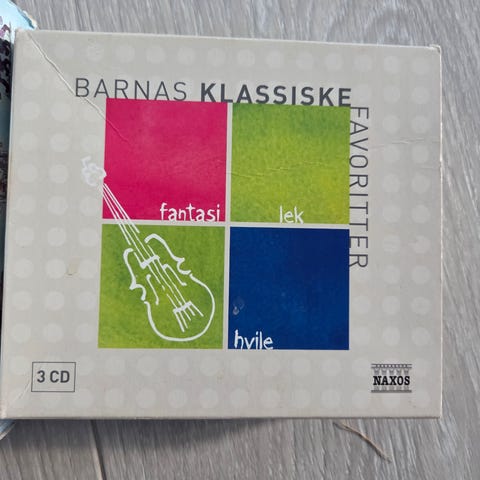 BARNAS KLASSISKE
FAVORITTER
fantasi
lek
hvile
3 CD
NAXOS